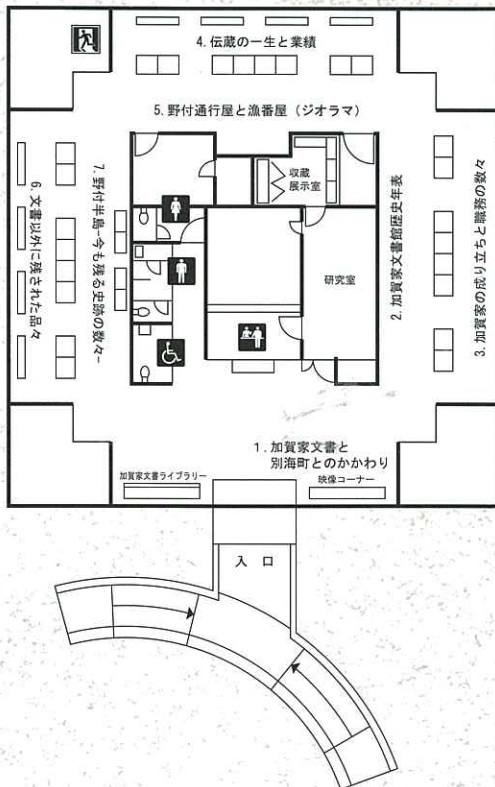 4. 伝蔵の一生と業績
5. 野付通行屋と漁番屋（ジオラマ）
収蔵
展示室
研究室
2. 加賀家文書館歴史年表
3. 加賀家の成り立ちと職務の数々
7. 野付半島-今も残る史跡の数々-
6. 文書以外に残された品々
1. 加賀家文書と
別海町とのかかわり
加賀家文書ライブラリー
映像コーナー
入口